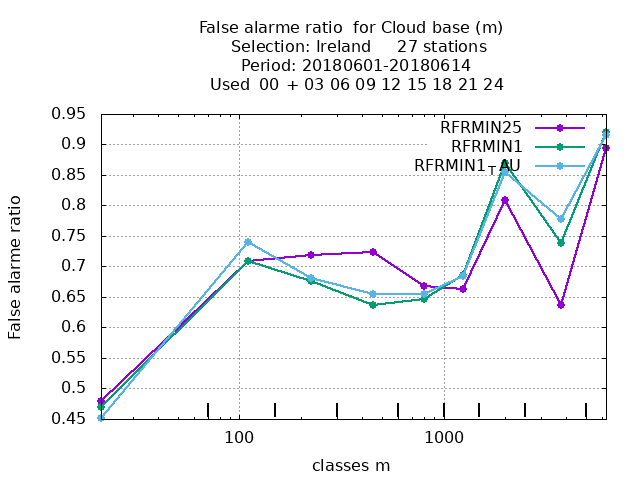 False alarme ratio  for Cloud base (m)
Selection: Ireland     27 stations
Period: 20180601-20180614
Used  00  + 03 06 09 12 15 18 21 24
0.95
0.9
0.85
0.8
0.75
0.7
0.65
0.6
0.55
0.5
0.45
False alarme ratio
RFRMIN25
RFRMIN1
RFRMIN1TAU
100
1000
classes m